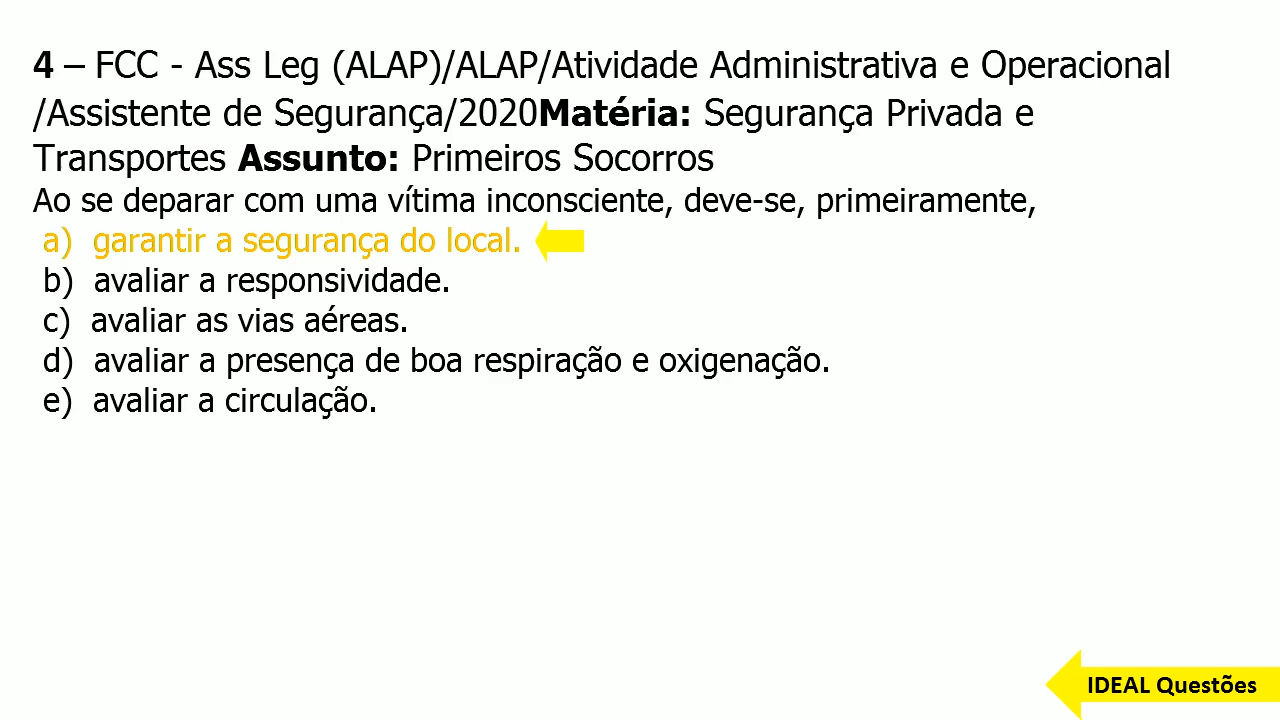 4 – FCC - Ass Leg (ALAP)/ALAP/Atividade Administrativa e Operacional
/Assistente de Segurança/2020Matéria: Segurança Privada e
Transportes Assunto: Primeiros Socorros
Ao se deparar com uma vítima inconsciente, deve-se, primeiramente,
a) garantir a segurança do local.
b) avaliar a responsividade.
c) avaliar as vias aéreas.
d) avaliar a presença de boa respiração e oxigenação.
e) avaliar a circulação.
IDEAL Questões